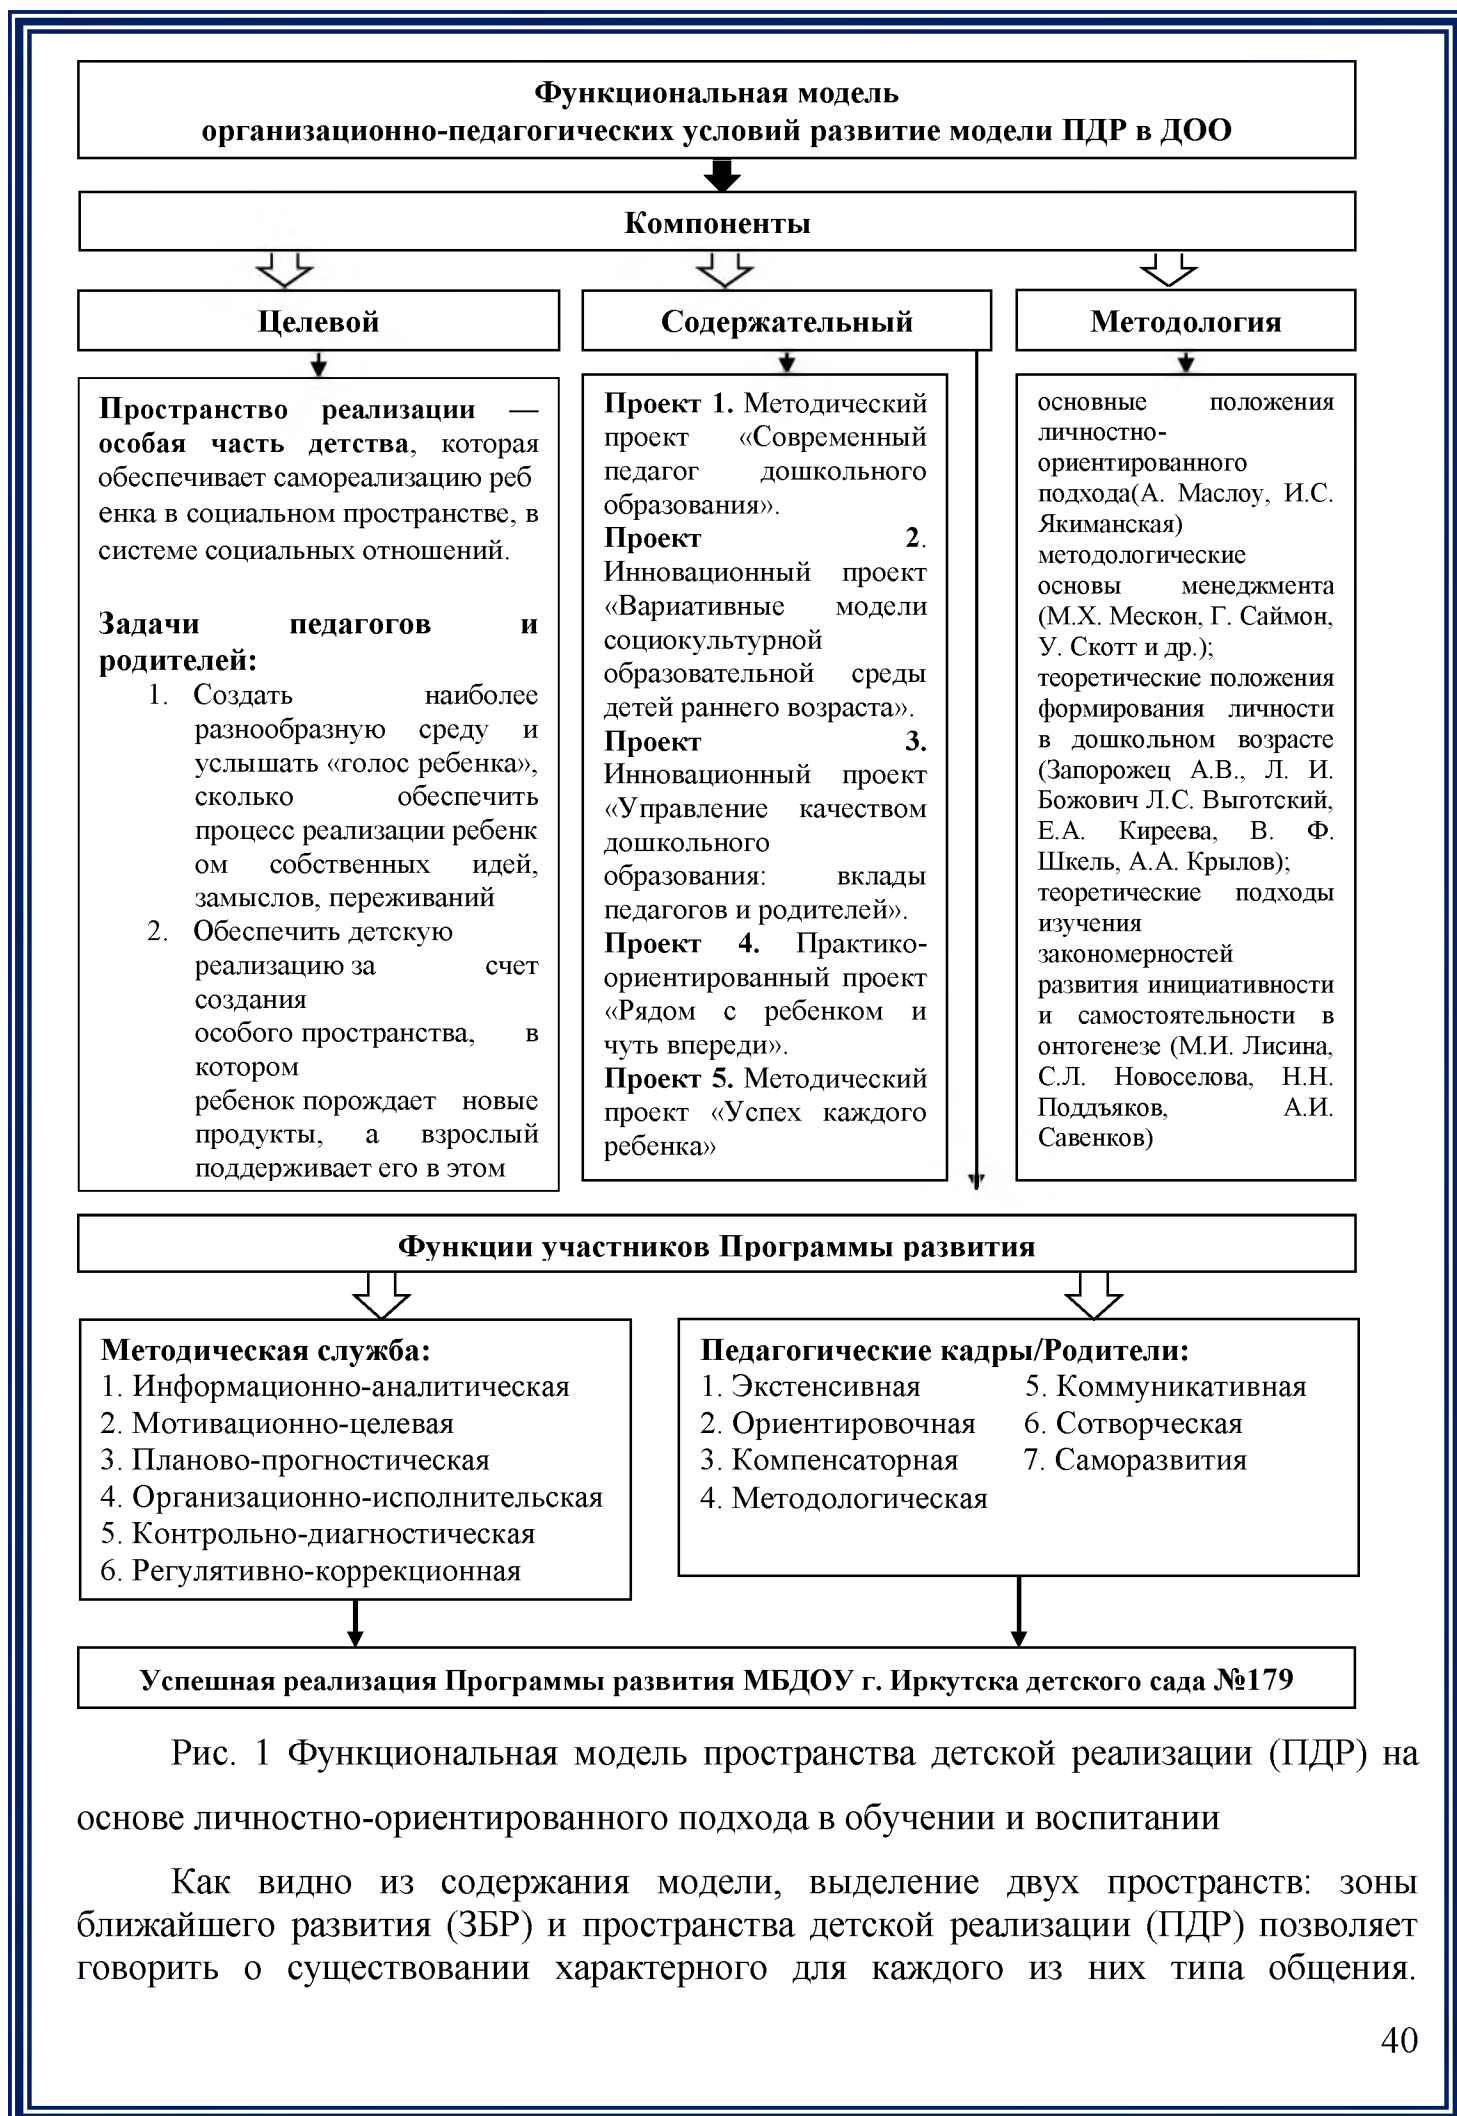 Функциональная модель
организационно-педагогических условий развитие модели ПДР в ДОО
Компоненты
Целевой
Содержательный
Методология
Пространство реализации —
особая часть детства, которая
обеспечивает самореализацию реб
енка в социальном пространстве, в
системе социальных отношений.
Задачи педагогов и
родителей:
1. Создать наиболее
разнообразную среду и
услышать «голос ребенка»,
сколько обеспечить
процесс реализации ребенк
ом собственных идей,
замыслов, переживаний
2. Обеспечить детскую
реализацию за счет
создания
особого пространства, в
котором
ребенок порождает новые
продукты, а взрослый
поддерживает его в этом
Проект 1. Методический
проект «Современный
педагог дошкольного
образования».
Проект 2.
Инновационный проект
«Вариативные модели
социокультурной
образовательной среды
детей раннего возраста».
Проект 3.
Инновационный проект
«Управление качеством
дошкольного
образования: вклады
педагогов и родителей».
Проект 4. Практико-
ориентированный проект
«Рядом с ребенком и
чуть впереди».
Проект 5. Методический
проект «Успех каждого
ребенка»
основные положения
личностно-
ориентированного
подхода(А. Маслоу, И.С.
Якиманская)
методологические
основы менеджмента
(М.Х. Мескон, Г. Саймон,
У. Скотт и др.);
теоретические положения
формирования личности
в дошкольном возрасте
(Запорожец А.В., Л. И.
Божович Л.С. Выготский,
Е.А. Киреева, В. Ф.
Шкель, А.А. Крылов);
теоретические подходы
изучения
закономерностей
развития инициативности
и самостоятельности в
онтогенезе (М.И. Лисина,
С.Л. Новоселова, Н.Н.
Поддъяков, А.И.
Савенков)
Функции участников Программы развития
Методическая служба:
1. Информационно-аналитическая
2. Мотивационно-целевая
3. Планово-прогностическая
4. Организационно-исполнительская
5. Контрольно-диагностическая
6. Регулятивно-коррекционная
Педагогические кадры/Родители:
1. Экстенсивная 5. Коммуникативная
2. Ориентировочная 6. Сотворческая
3. Компенсаторная 7. Саморазвития
4. Методологическая
Успешная реализация Программы развития МБДОУ г. Иркутска детского сада №179
Рис. 1 Функциональная модель пространства детской реализации (ПДР) на
основе личностно-ориентированного подхода в обучении и воспитании
Как видно из содержания модели, выделение двух пространств: зоны
ближайшего развития (ЗБР) и пространства детской реализации (ПДР) позволяет
говорить о существовании характерного для каждого из них типа общения.
40